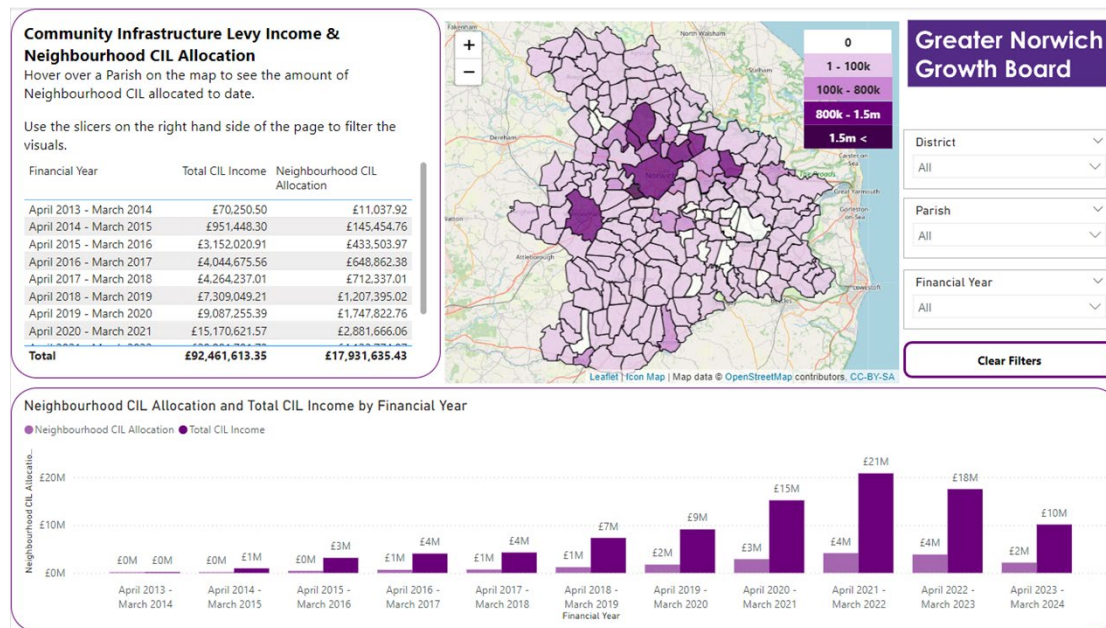 Community Infrastructure Levy Income &
Neighbourhood CIL Allocation
Hover over a Parish on the map to see the amount of
Neighbourhood CIL allocated to date.
Use the slicers on the right hand side of the page to filter the
visuals.
Financial Year Total CIL Income Neighbourhood CIL
Allocation
April 2013 - March 2014 £70,250.50 £11,037.92
April 2014 - March 2015 £951,448.30 £145,454.76
April 2015 - March 2016 £3,152,020.91 £433,503.97
April 2016 - March 2017 £4,044,675.56 £648,862.38
April 2017 - March 2018 £4,264,237.01 £712,337.01
April 2018 - March 2019 £7,309,049.21 £1,207,395.02
April 2019 - March 2020 £9,087,255.39 £1,747,822.76
April 2020 - March 2021 £15,170,621.57 £2,881,666.06
Total £92,461,613.35 £17,931,635.43
+
−
Fakenham
North Walsham
Dereham
Norwich
The Broads
Great Yarmouth
Gorleston-
on-Sea
Attleborough
Lowestoft
0
1 - 100k
100k - 800k
800k - 1.5m
1.5m <
Leaflet | Icon Map | Map data © OpenStreetMap contributors, CC-BY-SA
Greater Norwich
Growth Board
District
All
Parish
All
Financial Year
All
Clear Filters
Neighbourhood CIL Allocation and Total CIL Income by Financial Year
Neighbourhood CIL Allocation Total CIL Income
Neighbourhood CIL Allocatio...
£20M
£10M
£0M
£0M £0M £0M £1M £0M £3M £1M £4M £1M £4M £1M £7M £2M £9M £3M £15M £4M £21M £4M £18M £2M £10M
April 2013 - April 2014 - April 2015 - April 2016 - April 2017 - April 2018 - April 2019 - April 2020 - April 2021 - April 2022 - April 2023 -
March 2014 March 2015 March 2016 March 2017 March 2018 March 2019 March 2020 March 2021 March 2022 March 2023 March 2024
Financial Year